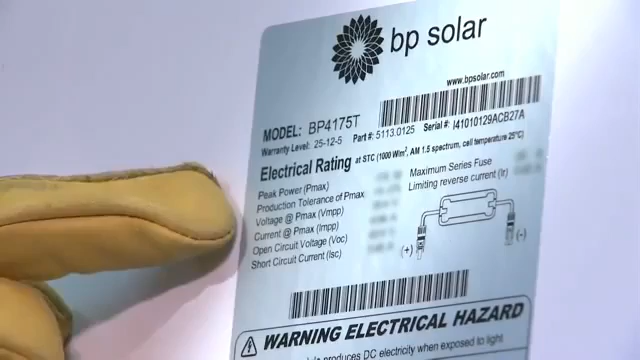 bp solar
www.bpsolar.com
MODEL: BP4175T
Warranty Level: 25-12-5 Part #: 5113.0125 Serial #: I41010129ACB27A
Electrical Rating at STC (1000 W/m², AM 1.5 spectrum, cell temperature 25°C)
Peak Power (Pmax)
Production Tolerance of Pmax
Voltage @ Pmax (Vmpp)
Current @ Pmax (Impp)
Open Circuit Voltage (Voc)
Short Circuit Current (Isc)
Maximum Series Fuse
Limiting reverse current (Ir)
(+) (-)
WARNING ELECTRICAL HAZARD
produces DC electricity when exposed to light